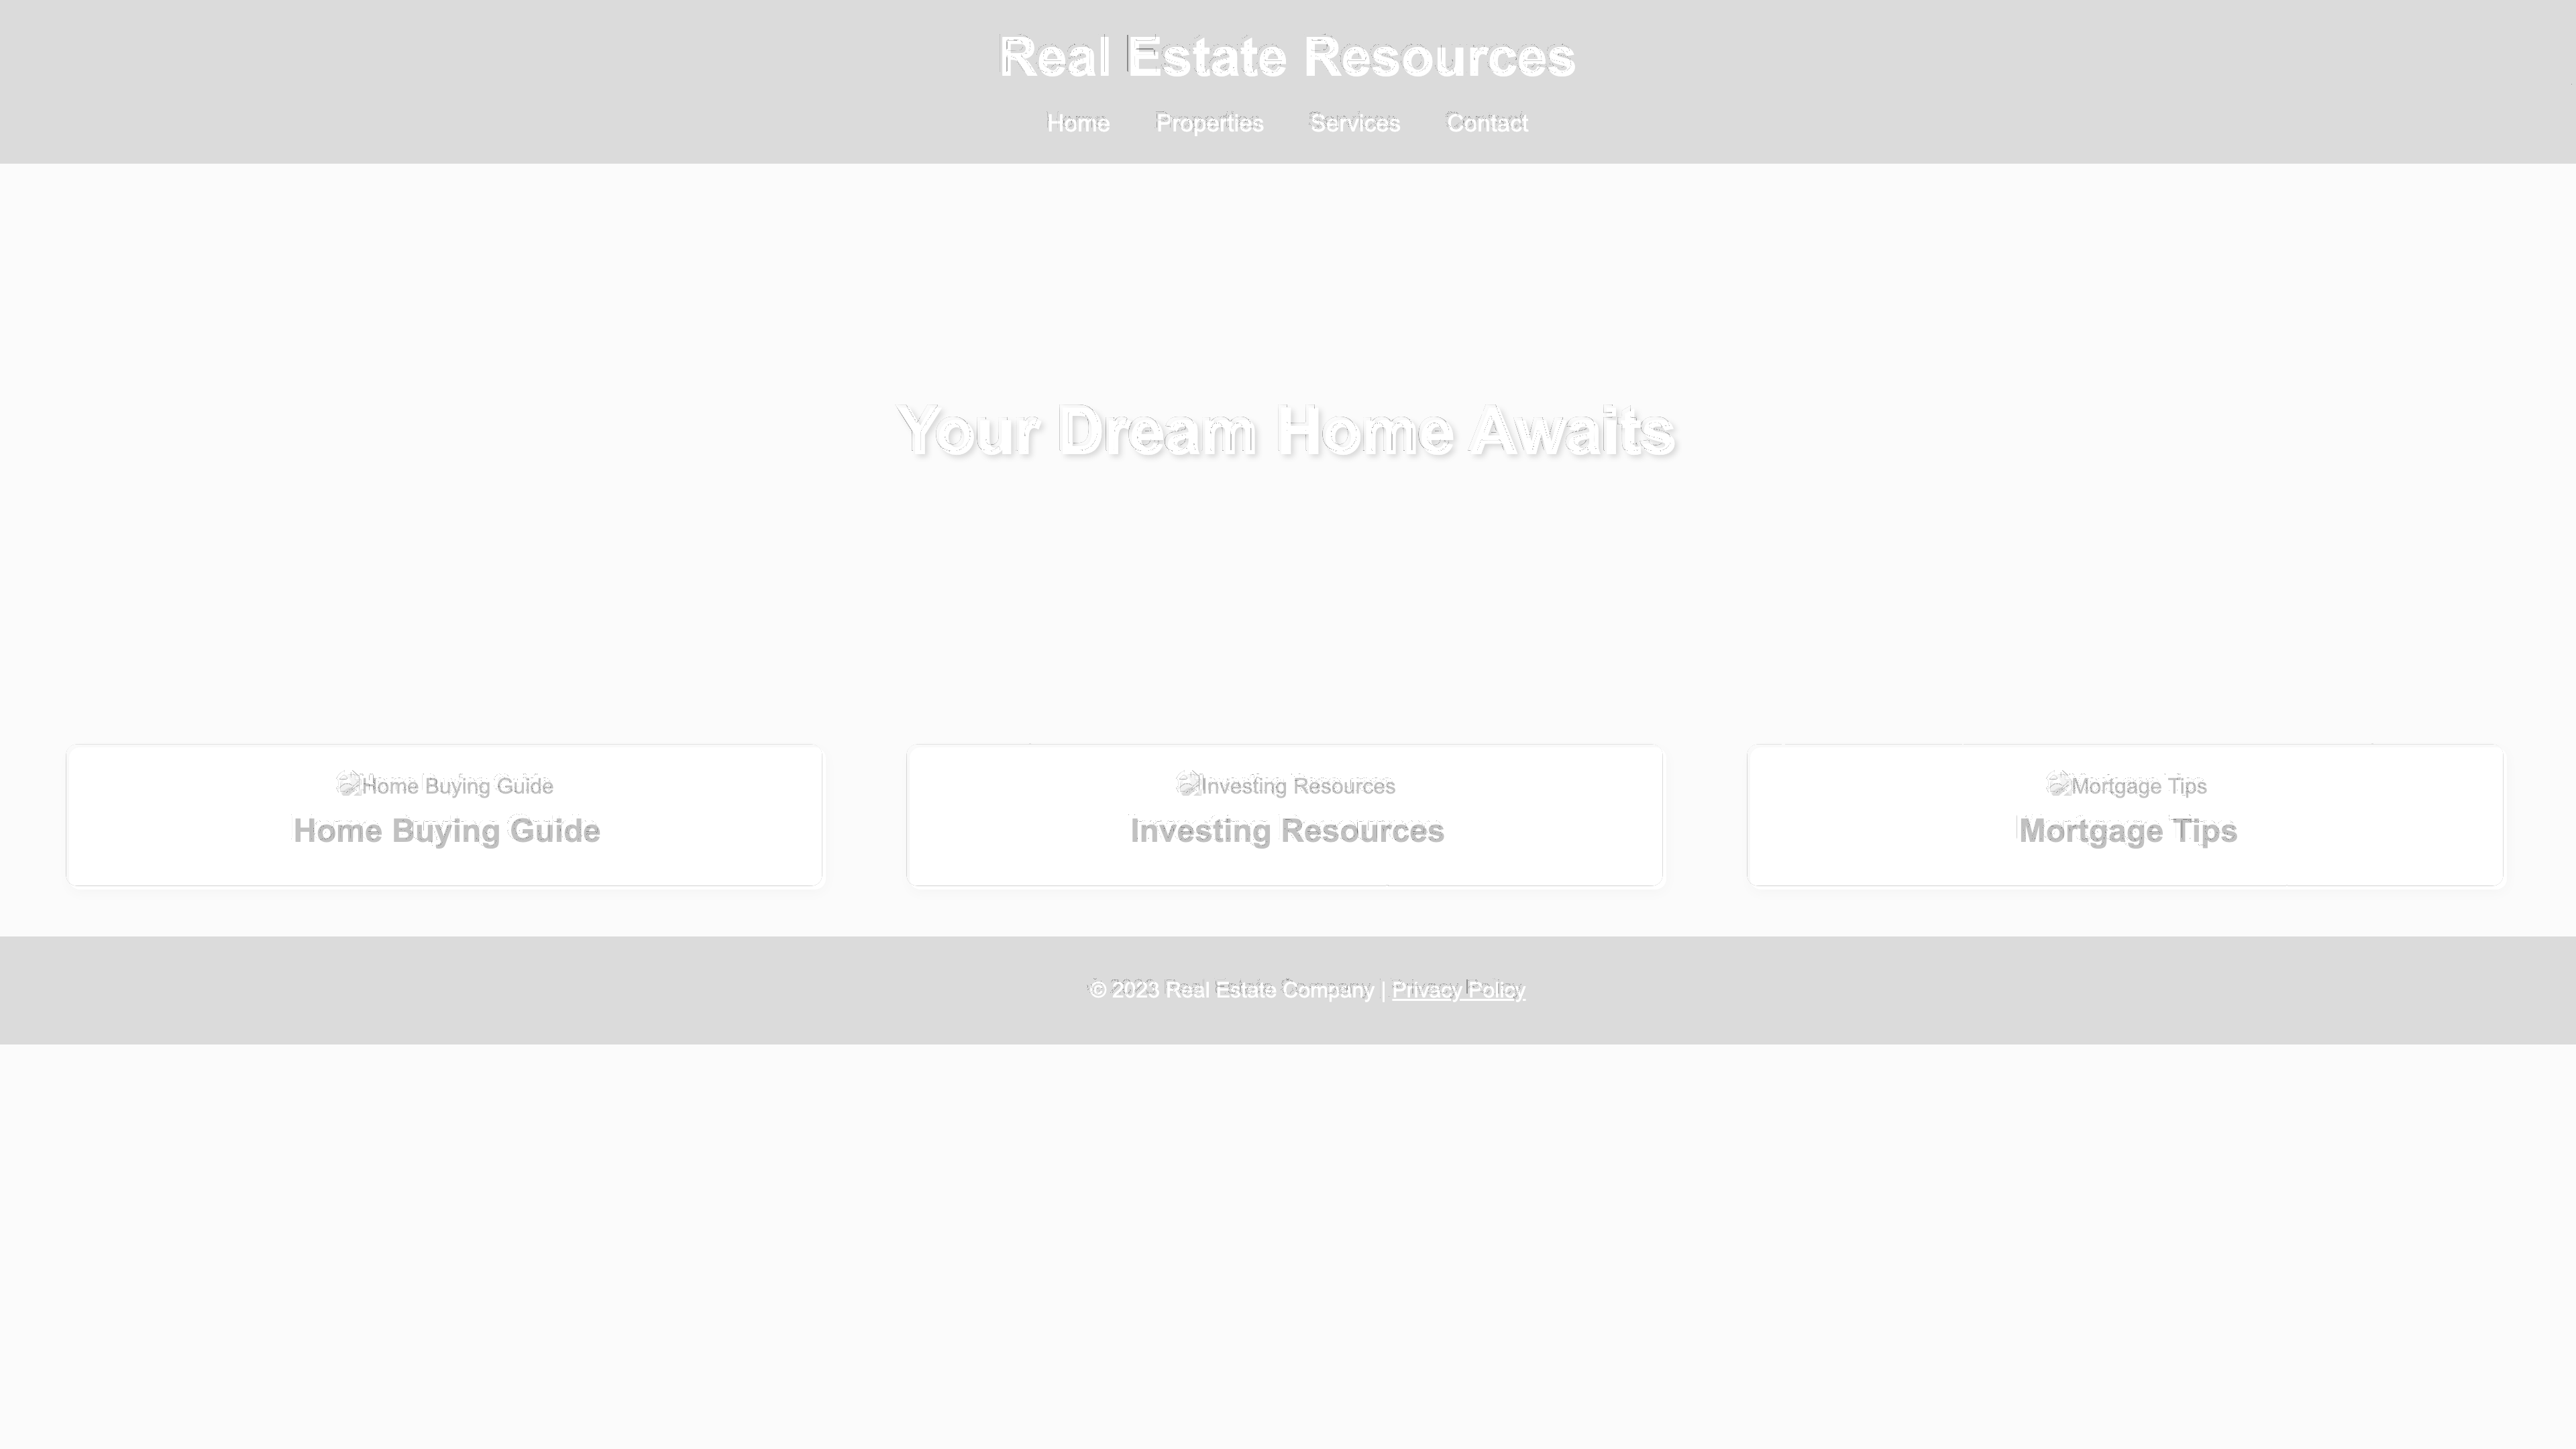 Real Estate Resources
Home Properties Services Contact
Your Dream Home Awaits
Home Buying Guide Investing Resources Mortgage Tips
Home Buying Guide Investing Resources Mortgage Tips
© 2023 Real Estate Company | Privacy Policy